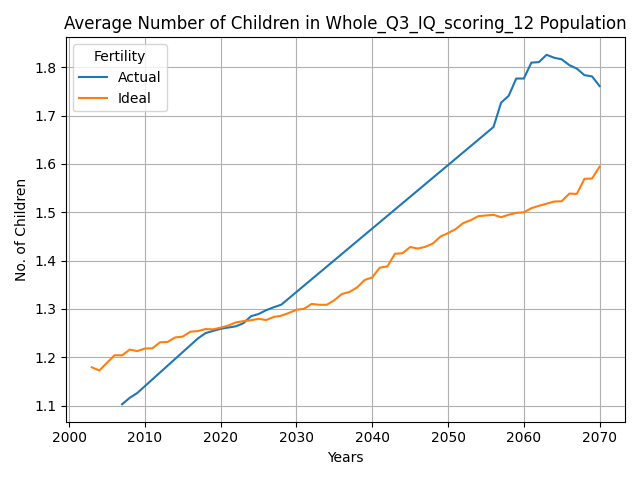 Average Number of Children in Whole_Q3_IQ_scoring_12 Population
Fertility
Actual
Ideal
No. of Children
1.8
1.7
1.6
1.5
1.4
1.3
1.2
1.1
2000 2010 2020 2030 2040 2050 2060 2070
Years